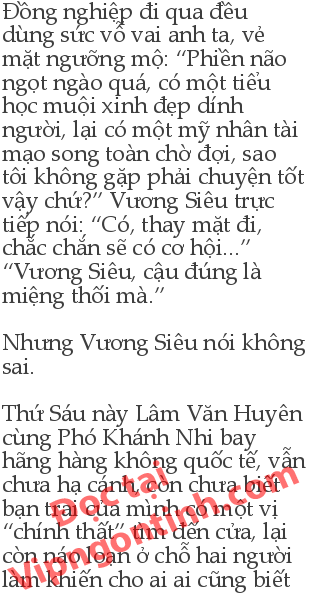 Đồng nghiệp đi qua đều
dùng sức vỗ vai anh ta, vẻ
mặt ngưỡng mộ: “Phiền não
ngọt ngào quá, có một tiểu
học muội xinh đẹp dính
người, lại có một mỹ nhân tài
mạo song toàn chờ đợi, sao
tôi không gặp phải chuyện tốt
vậy chứ?” Vương Siêu trực
tiếp nói: “Có, thay mặt đi,
chắc chắn sẽ có cơ hội...”
“Vương Siêu, cậu đúng là
miệng thối mà.”
Nhưng Vương Siêu nói không
sai.
Thứ Sáu này Lâm Văn Huyên
cùng Phó Khánh Nhi bay
hãng hàng không quốc tế, vẫn
chưa hạ cánh, còn chưa biết
bạn trai của mình có một vị
“chính thất” tìm đến cửa, lại
còn náo loạn ở chỗ hai người
làm khiến cho ai ai cũng biết
Đọc tại
Vipngontinh.com